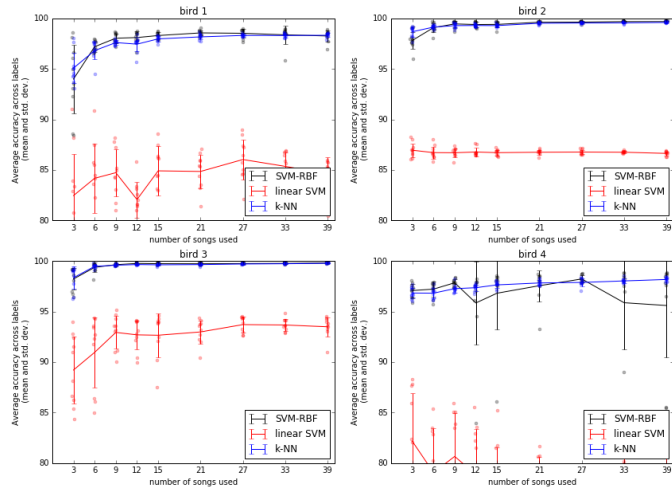 bird 1
Average accuracy across labels
(mean and std. dev.)
100
95
90
85
80
3 6 9 12 15 21 27 33 39
number of songs used
SVM-RBF
linear SVM
k-NN
bird 2
Average accuracy across labels
(mean and std. dev.)
100
95
90
85
80
3 6 9 12 15 21 27 33 39
number of songs used
SVM-RBF
linear SVM
k-NN
bird 3
Average accuracy across labels
(mean and std. dev.)
100
95
90
85
80
3 6 9 12 15 21 27 33 39
number of songs used
SVM-RBF
linear SVM
k-NN
bird 4
Average accuracy across labels
(mean and std. dev.)
100
95
90
85
80
3 6 9 12 15 21 27 33 39
number of songs used
SVM-RBF
linear SVM
k-NN